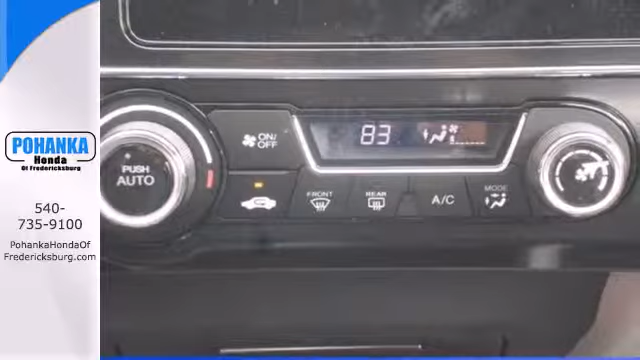 POHANKA
Honda
Of Fredericksburg
540-
735-9100
PohankaHondaOf
Fredericksburg.com
PUSH
AUTO
ON/
OFF
83
FRONT
REAR
A/C
MODE